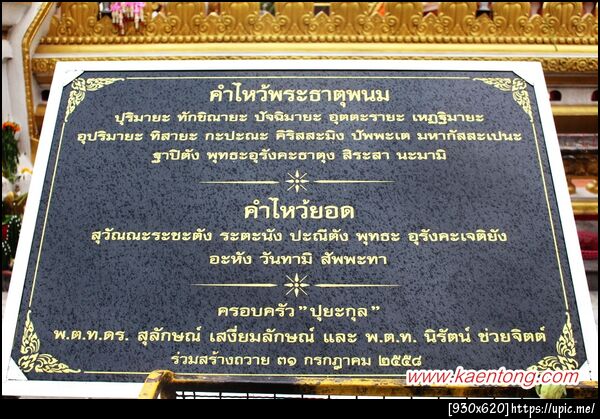 คำไหว้พระธาตุพนม
ปุริมายะ ทักขิณายะ ปัจฉิมายะ อุตตะรายะ เหฏฐิมายะ
อุปริมายะ ทิสายะ กะปะณะ คิริสสะมิง ปัพพะเต มหากัสสะเปนะ
ฐาปิตัง พุทธะอุรังคะธาตุง สิระสา นะมามิ
คำไหว้ยอด
สุวัณณะระชะตัง ระตะนัง ปะณีตัง พุทธะ อุรังคะเจติยัง
อะหัง วันทามิ สัพพะทา
ครอบครัว "ปุยะกุล"
พ.ต.ท.ดร. สุลักษณ์ เสงี่ยมลักษณ์ และ พ.ต.ท. นิรัตน์ ช่วยจิตต์
ร่วมสร้างถวาย ๓๑ กรกฎาคม ๒๕๕๘
www.kaentong.com
[930x620]https://upic.me/